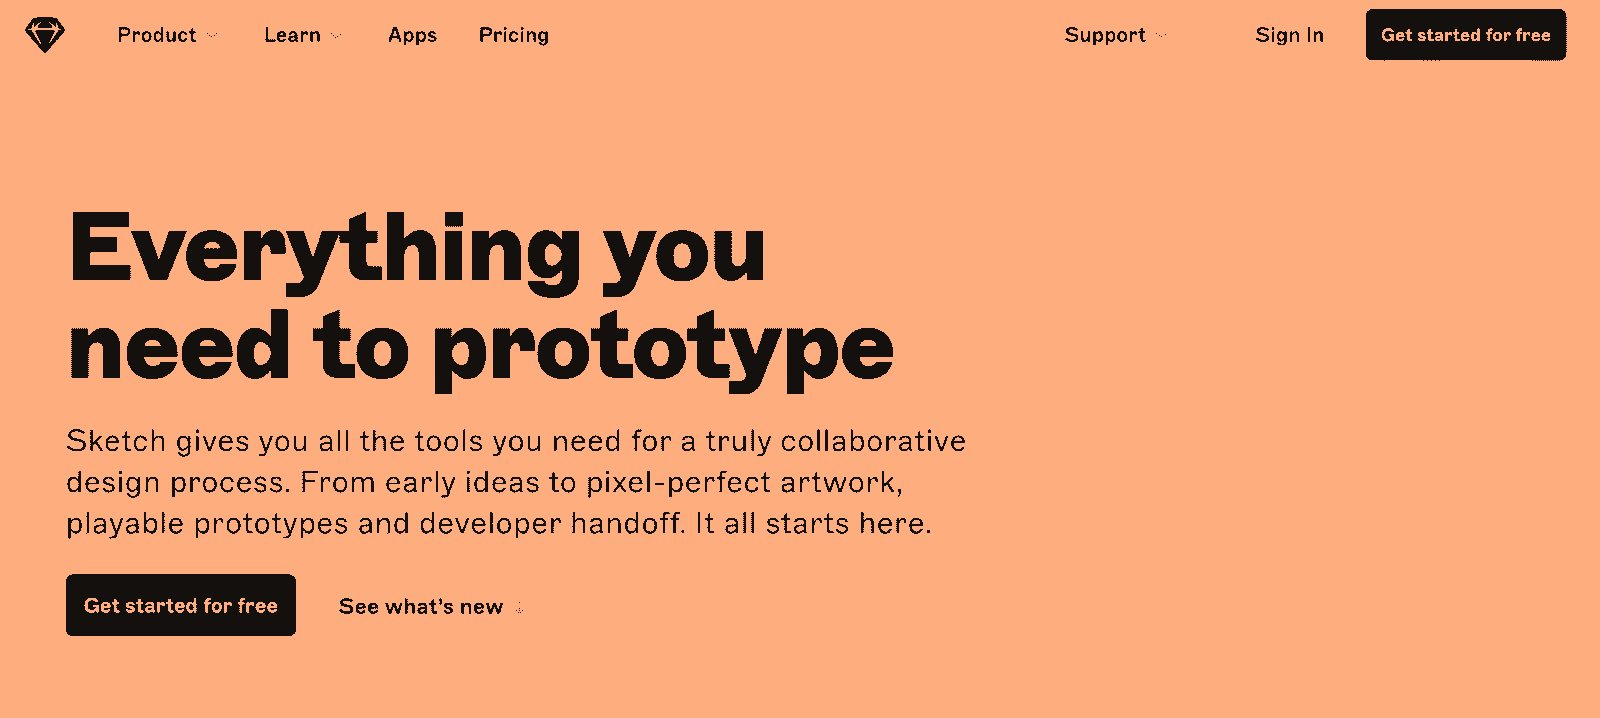 Product
Learn
Apps
Pricing
Support
Sign In
Get started for free
Everything you
need to prototype
Sketch gives you all the tools you need for a truly collaborative
design process. From early ideas to pixel-perfect artwork,
playable prototypes and developer handoff. It all starts here.
Get started for free
See what’s new